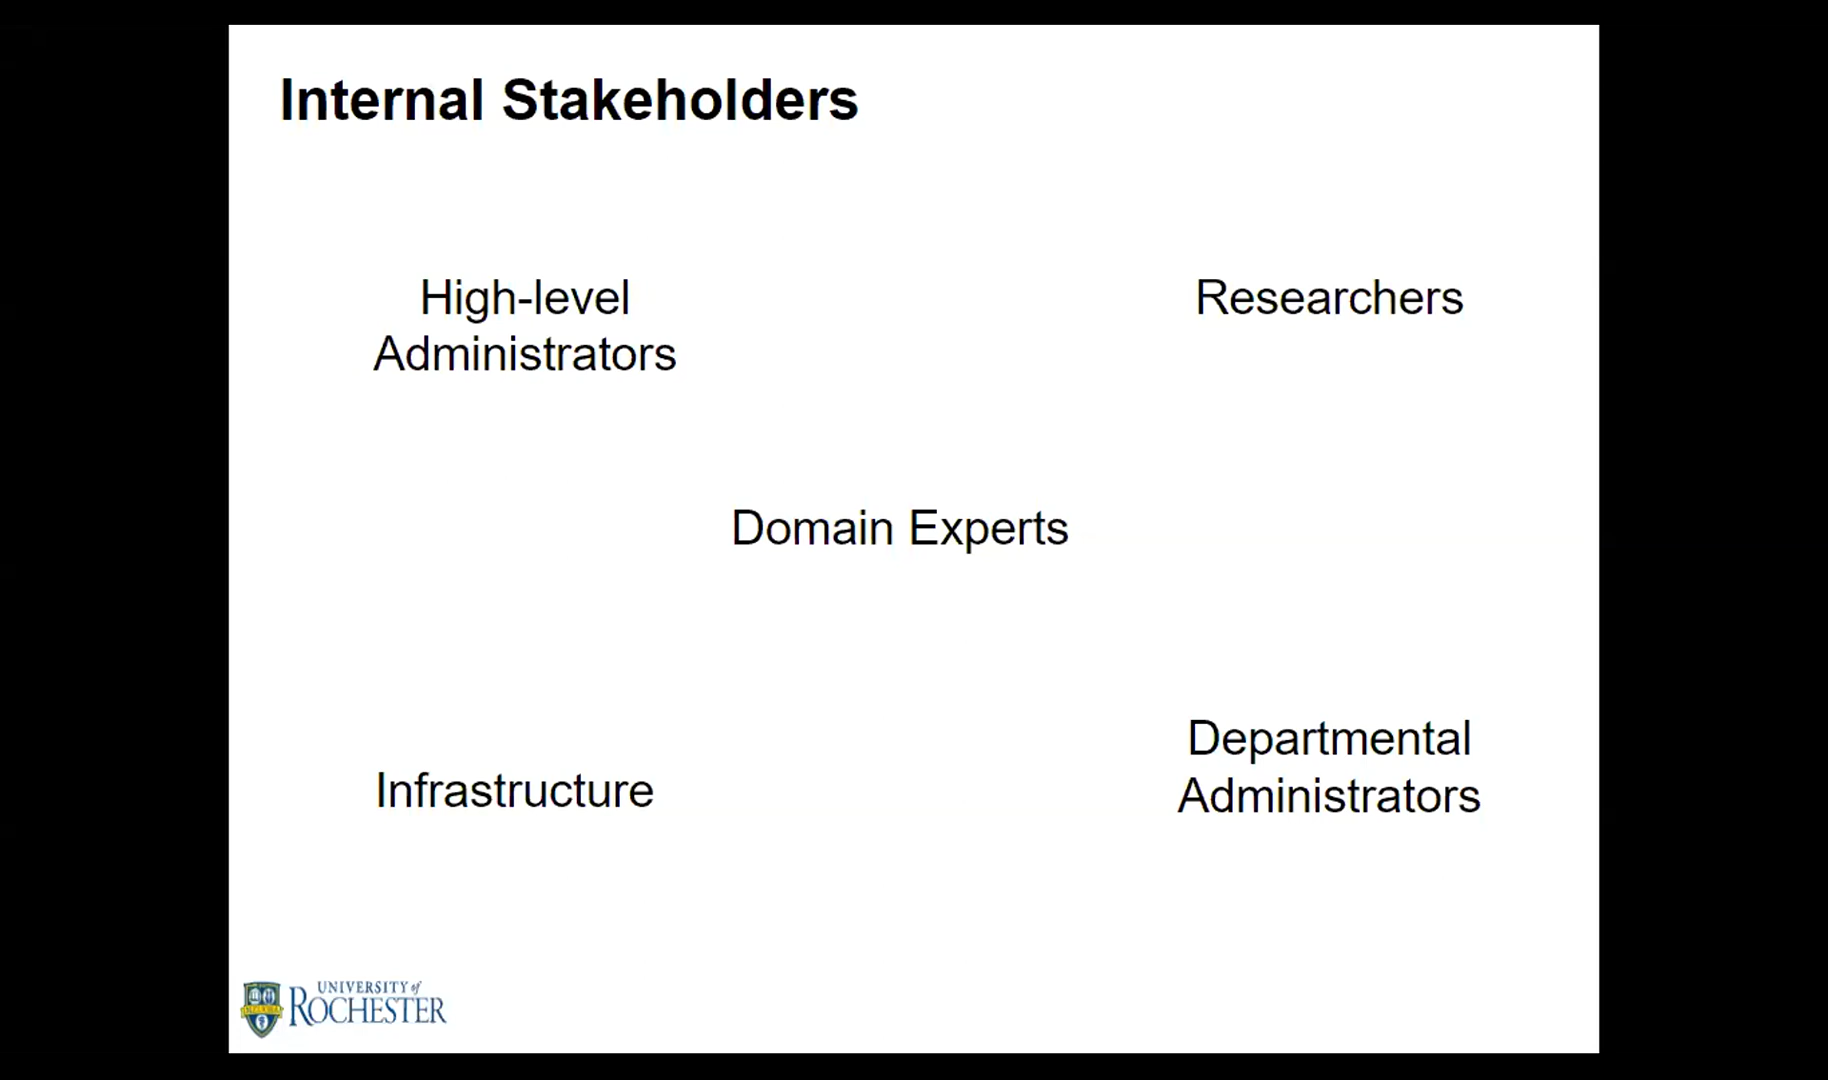 Internal Stakeholders
High-level
Administrators
Researchers
Domain Experts
Infrastructure
Departmental
Administrators
UNIVERSITY of
ROCHESTER